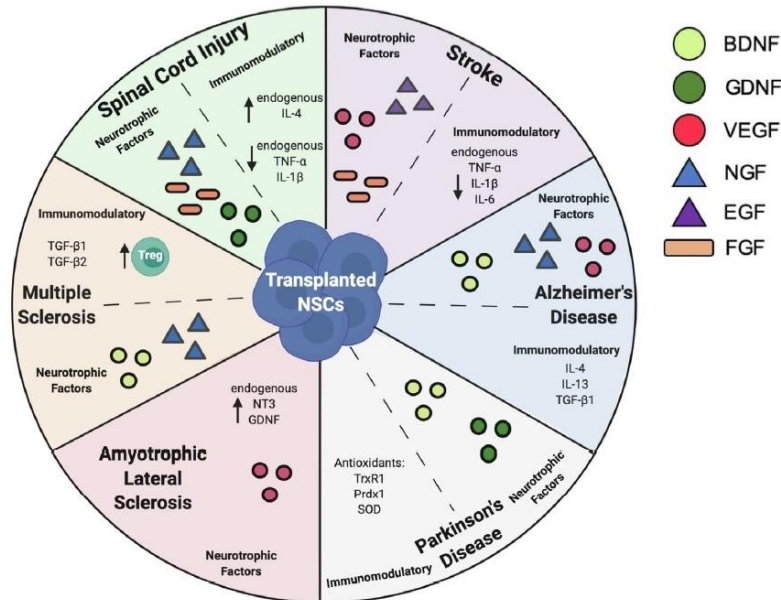 Spinal Cord Injury
Neurotrophic
Factors
Immunomodulatory
endogenous
IL-4
endogenous
TNF-α
IL-1β
Stroke
Neurotrophic
Factors
Immunomodulatory
endogenous
TNF-α
IL-1β
IL-6
Alzheimer's
Disease
Neurotrophic
Factors
Immunomodulatory
IL-4
IL-13
TGF-β1
Parkinson's
Disease
Neurotrophic
Factors
Antioxidants:
TrxR1
Prdx1
SOD
Immunomodulatory
Amyotrophic
Lateral
Sclerosis
endogenous
NT3
GDNF
Neurotrophic
Factors
Multiple
Sclerosis
Immunomodulatory
TGF-β1
TGF-β2
Treg
Neurotrophic
Factors
Transplanted
NSCs
BDNF
GDNF
VEGF
NGF
EGF
FGF